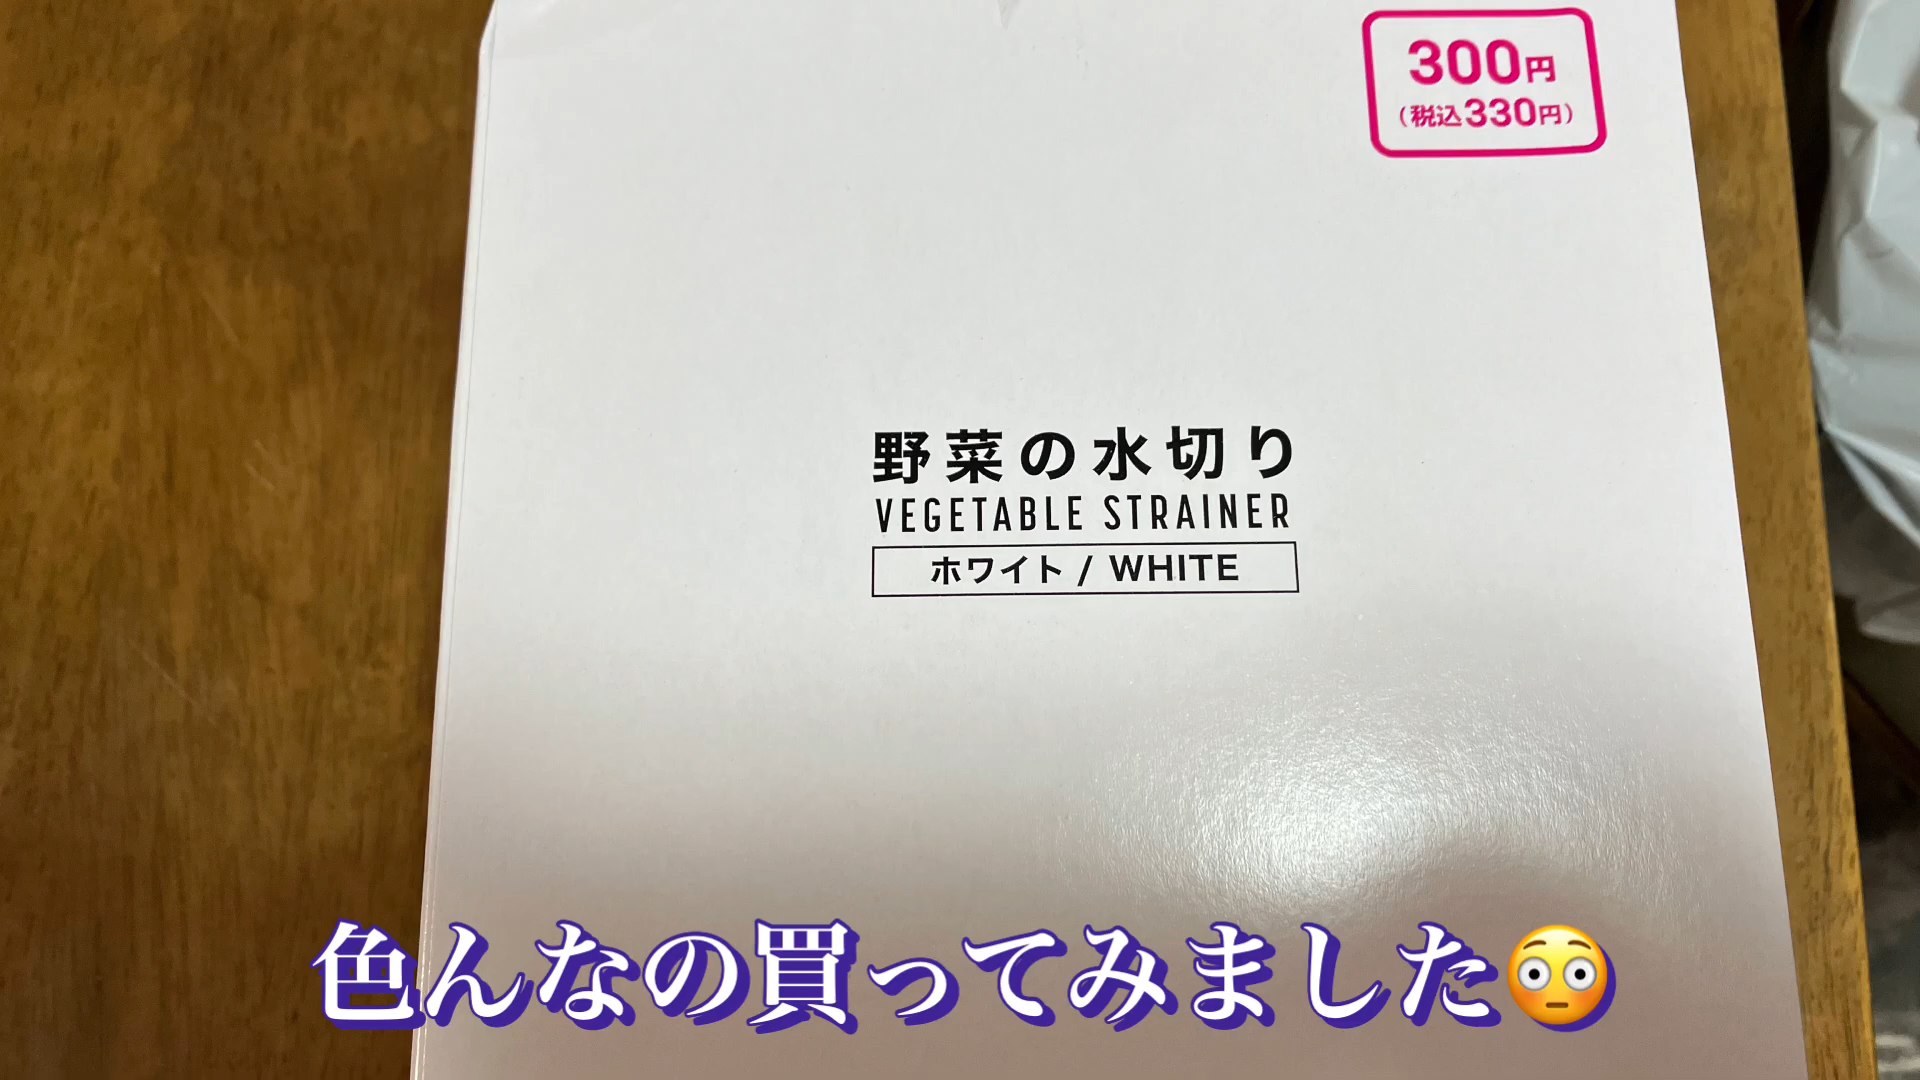 300円
(税込330円)
野菜の水切り
VEGETABLE STRAINER
ホワイト / WHITE
色んなの買ってみました😳